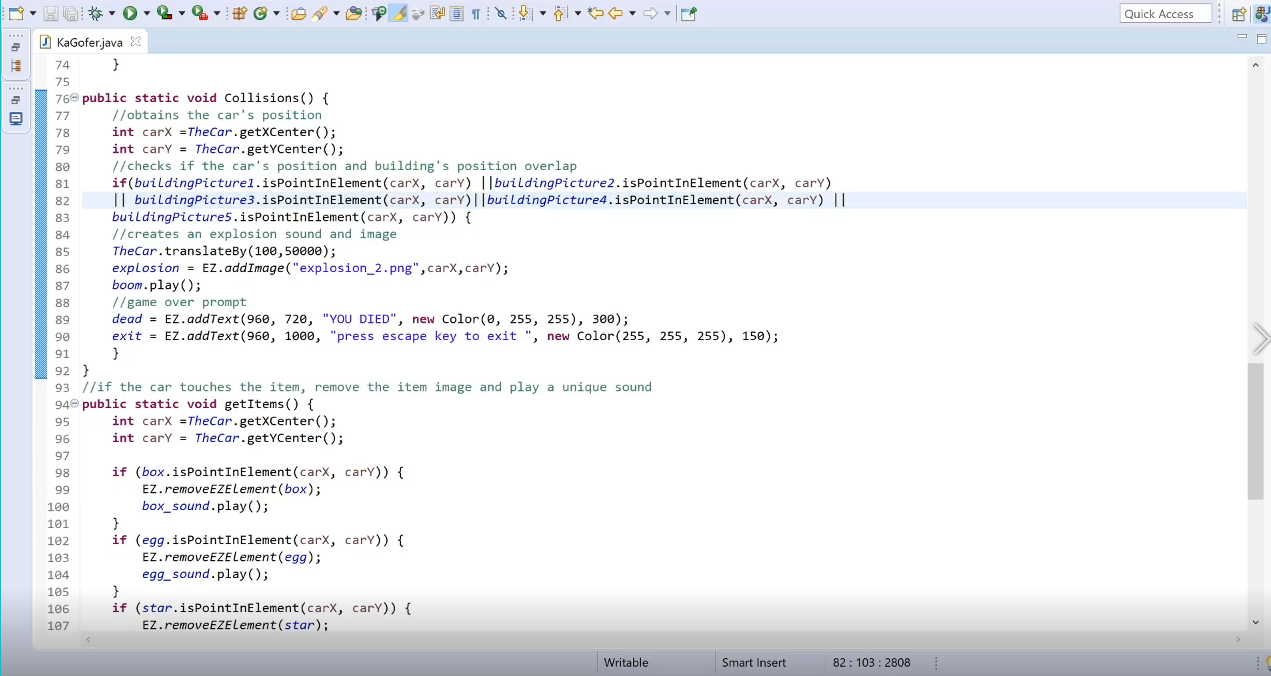 Quick Access
KaGofer.java
74 }
75
76 public static void Collisions() {
77 //obtains the car's position
78 int carX =TheCar.getXCenter();
79 int carY = TheCar.getYCenter();
80 //checks if the car's position and building's position overlap
81 if(buildingPicture1.isPointInElement(carX, carY) ||buildingPicture2.isPointInElement(carX, carY)
82 || buildingPicture3.isPointInElement(carX, carY)||buildingPicture4.isPointInElement(carX, carY) ||
83 buildingPicture5.isPointInElement(carX, carY)) {
84 //creates an explosion sound and image
85 TheCar.translateBy(100,50000);
86 explosion = EZ.addImage("explosion_2.png",carX,carY);
87 boom.play();
88 //game over prompt
89 dead = EZ.addText(960, 720, "YOU DIED", new Color(0, 255, 255), 300);
90 exit = EZ.addText(960, 1000, "press escape key to exit ", new Color(255, 255, 255), 150);
91 }
92 }
93 //if the car touches the item, remove the item image and play a unique sound
94 public static void getItems() {
95 int carX =TheCar.getXCenter();
96 int carY = TheCar.getYCenter();
97
98 if (box.isPointInElement(carX, carY)) {
99 EZ.removeEZElement(box);
100 box_sound.play();
101 }
102 if (egg.isPointInElement(carX, carY)) {
103 EZ.removeEZElement(egg);
104 egg_sound.play();
105 }
106 if (star.isPointInElement(carX, carY)) {
107 EZ.removeEZElement(star);
Writable Smart Insert 82 : 103 : 2808